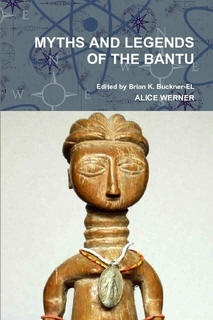 MYTHS AND LEGENDS
OF THE BANTU
Edited by Brian K. Buckner-EL
ALICE WERNER